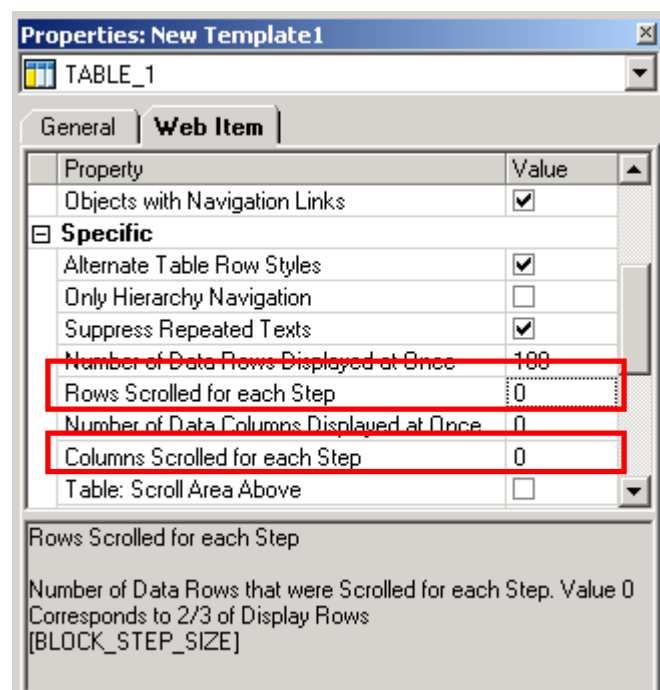 Properties: New Template1
TABLE_1
General Web Item
Property Value
Objects with Navigation Links
Specific
Alternate Table Row Styles
Only Hierarchy Navigation
Suppress Repeated Texts
Number of Data Rows Displayed at Once 100
Rows Scrolled for each Step 0
Number of Data Columns Displayed at Once 0
Columns Scrolled for each Step 0
Table: Scroll Area Above
Rows Scrolled for each Step
Number of Data Rows that were Scrolled for each Step. Value 0
Corresponds to 2/3 of Display Rows
[BLOCK_STEP_SIZE]